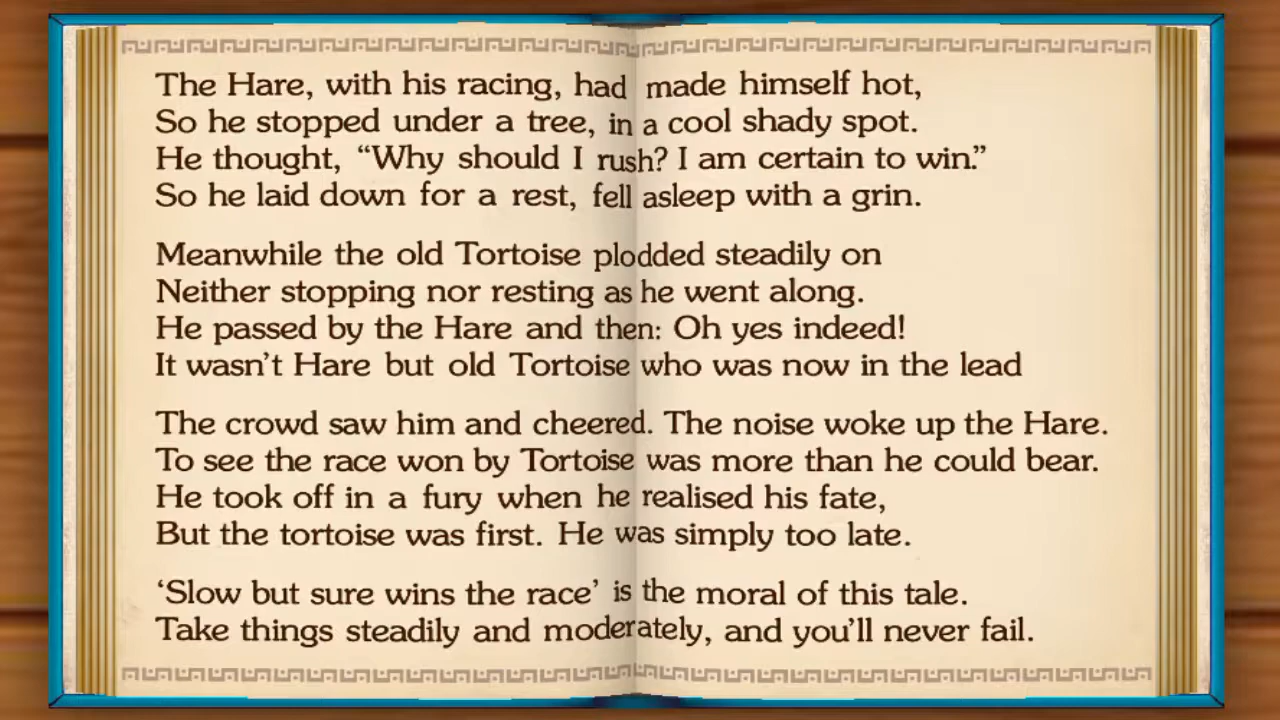 The Hare, with his racing, had made himself hot,
So he stopped under a tree, in a cool shady spot.
He thought, “Why should I rush? I am certain to win.”
So he laid down for a rest, fell asleep with a grin.
Meanwhile the old Tortoise plodded steadily on
Neither stopping nor resting as he went along.
He passed by the Hare and then: Oh yes indeed!
It wasn’t Hare but old Tortoise who was now in the lead
The crowd saw him and cheered. The noise woke up the Hare.
To see the race won by Tortoise was more than he could bear.
He took off in a fury when he realised his fate,
But the tortoise was first. He was simply too late.
‘Slow but sure wins the race’ is the moral of this tale.
Take things steadily and moderately, and you’ll never fail.